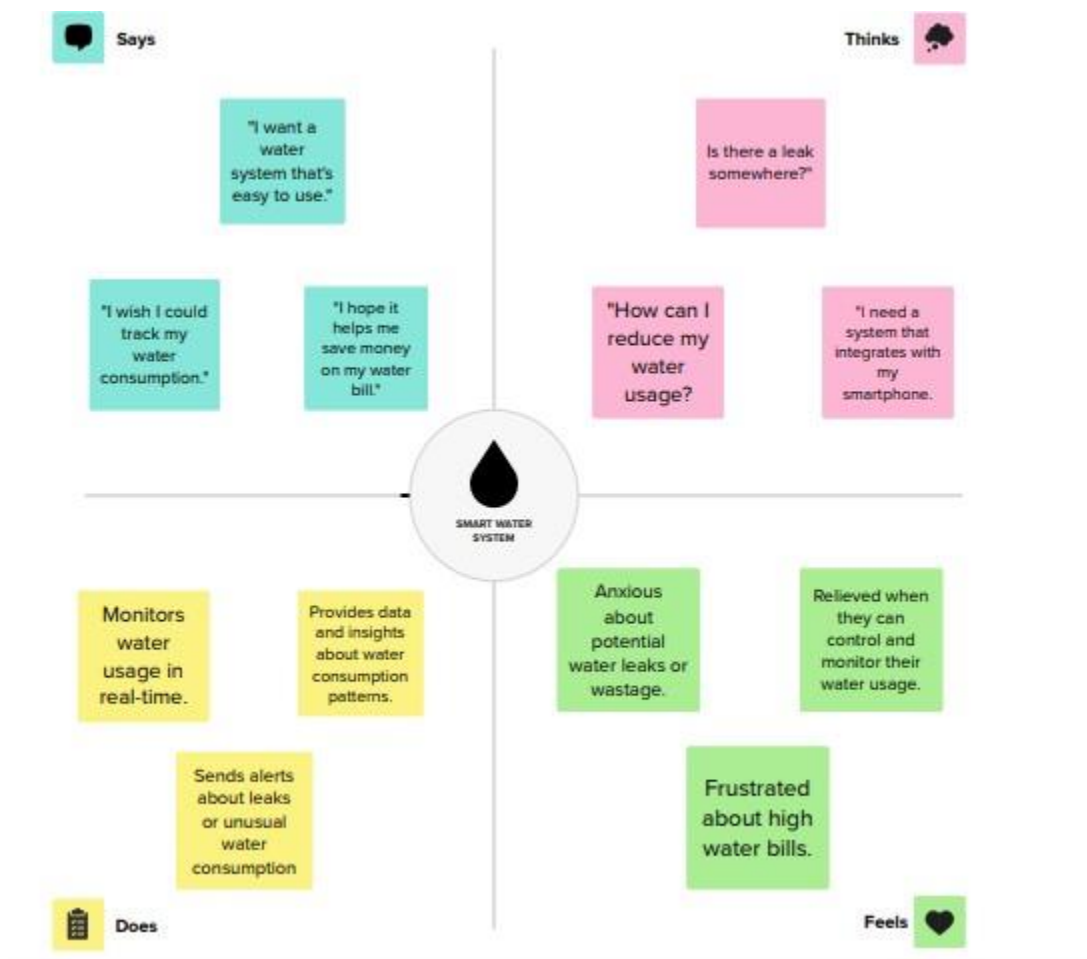 Says
Thinks
"I want a
water
system that's
easy to use."
Is there a leak
somewhere?"
"I wish I could
track my
water
consumption."
"I hope it
helps me
save money
on my water
bill."
"How can I
reduce my
water
usage?
"I need a
system that
integrates with
my
smartphone.
SMART WATER
SYSTEM
Monitors
water
usage in
real-time.
Provides data
and insights
about water
consumption
patterns.
Sends alerts
about leaks
or unusual
water
consumption
Anxious
about
potential
water leaks or
wastage.
Relieved when
they can
control and
monitor their
water usage.
Frustrated
about high
water bills.
Does
Feels